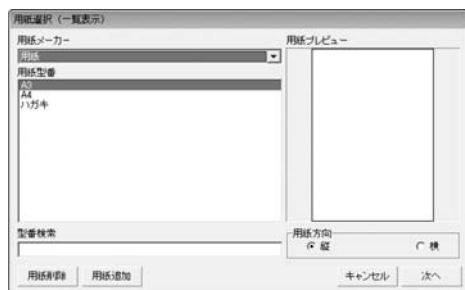 用紙選択（一覧表示）
用紙メーカー
用紙
用紙型番
A3
A4
ハガキ
型番検索
用紙プレビュー
用紙方向
縦
横
用紙削除
用紙追加
キャンセル
次へ